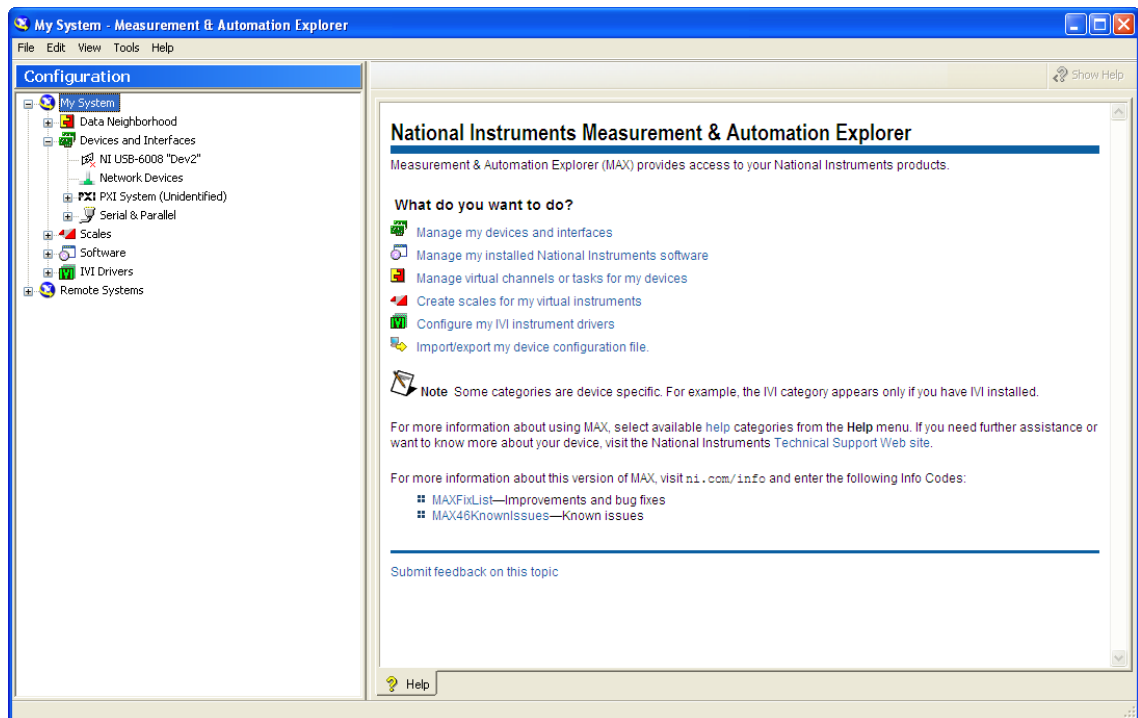 My System - Measurement & Automation Explorer
File Edit View Tools Help
Configuration
Show Help
My System
Data Neighborhood
Devices and Interfaces
NI USB-6008 "Dev2"
Network Devices
PXI PXI System (Unidentified)
Serial & Parallel
Scales
Software
IVI IVI Drivers
Remote Systems
National Instruments Measurement & Automation Explorer
Measurement & Automation Explorer (MAX) provides access to your National Instruments products.
What do you want to do?
Manage my devices and interfaces
Manage my installed National Instruments software
Manage virtual channels or tasks for my devices
Create scales for my virtual instruments
IVI Configure my IVI instrument drivers
Import/export my device configuration file.
Note Some categories are device specific. For example, the IVI category appears only if you have IVI installed.
For more information about using MAX, select available help categories from the Help menu. If you need further assistance or
want to know more about your device, visit the National Instruments Technical Support Web site.
For more information about this version of MAX, visit ni.com/info and enter the following Info Codes:
MAXFixList—Improvements and bug fixes
MAX46KnownIssues—Known issues
Submit feedback on this topic
Help